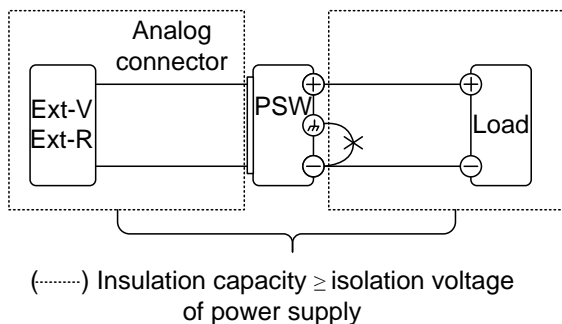 Analog
connector
Ext-V
Ext-R
PSW
Load
(········) Insulation capacity ≥ isolation voltage
of power supply